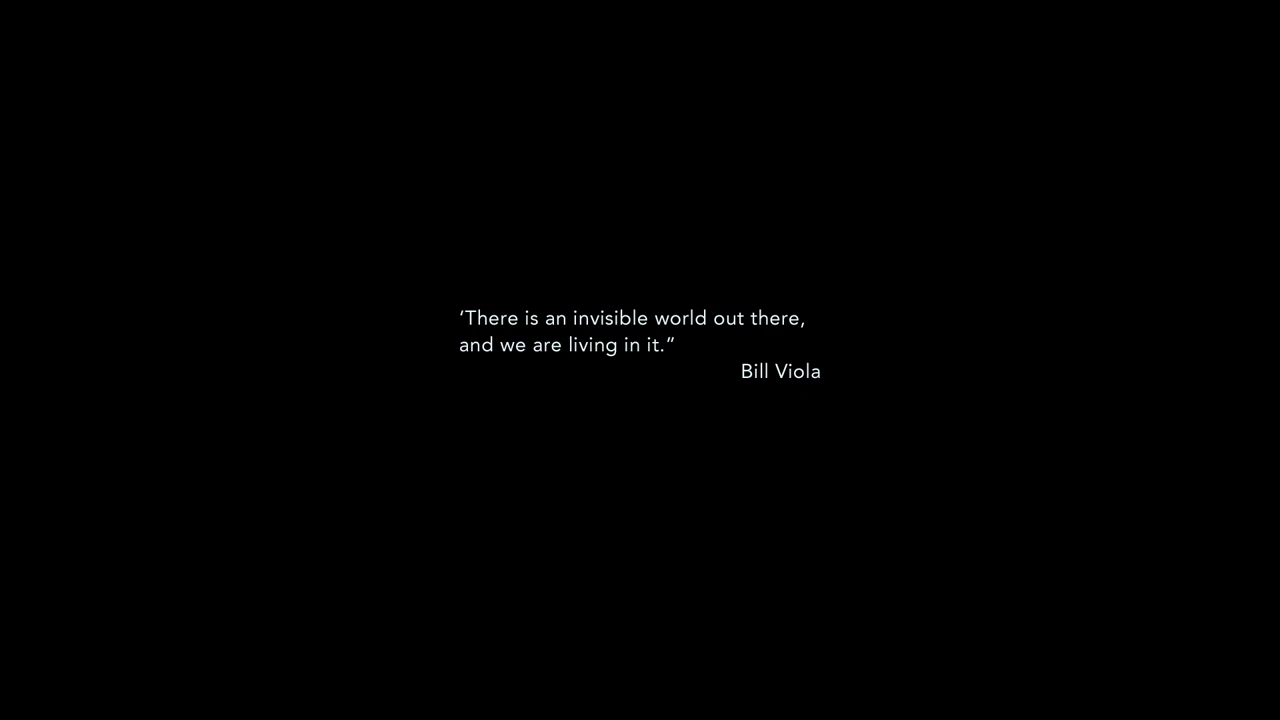 ‘There is an invisible world out there,
and we are living in it.”
Bill Viola